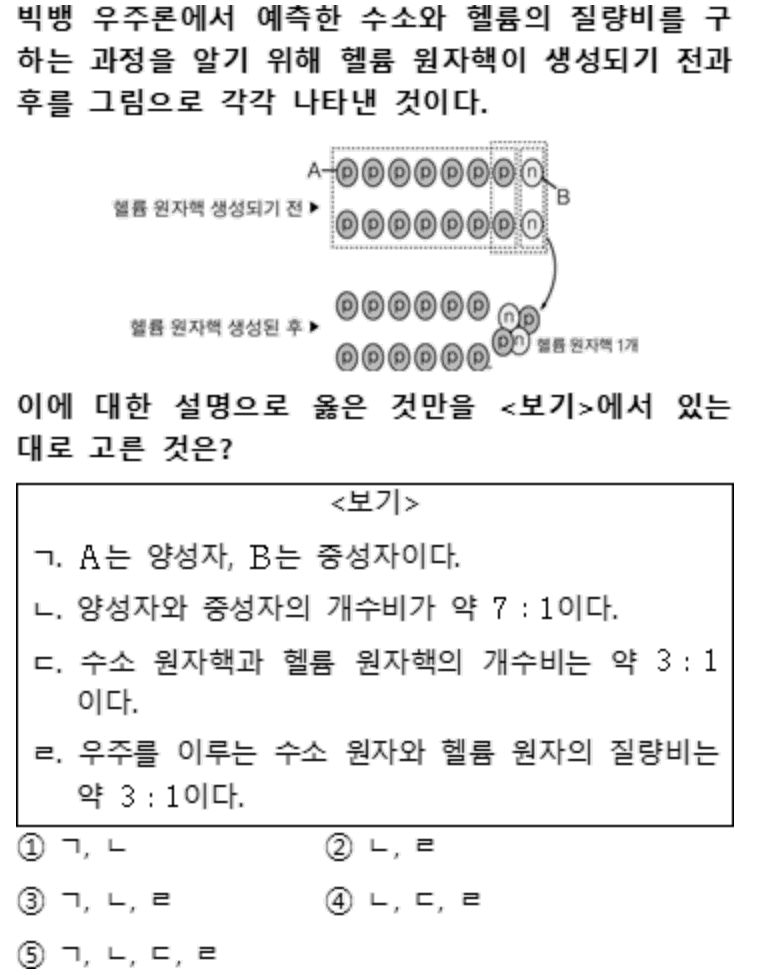 빅뱅 우주론에서 예측한 수소와 헬륨의 질량비를 구
하는 과정을 알기 위해 헬륨 원자핵이 생성되기 전과
후를 그림으로 각각 나타낸 것이다.
A ppppppp n
B
헬륨 원자핵 생성되기 전 ▶
ppppppp n
pppppp n p
헬륨 원자핵 생성된 후 ▶
p n 헬륨 원자핵 1개
pppppp
이에 대한 설명으로 옳은 것만을 <보기>에서 있는
대로 고른 것은?
<보기>
ㄱ. A는 양성자, B는 중성자이다.
ㄴ. 양성자와 중성자의 개수비가 약 7 : 1이다.
ㄷ. 수소 원자핵과 헬륨 원자핵의 개수비는 약 3 : 1
이다.
ㄹ. 우주를 이루는 수소 원자와 헬륨 원자의 질량비는
약 3 : 1이다.
① ㄱ, ㄴ ② ㄴ, ㄹ
③ ㄱ, ㄴ, ㄹ ④ ㄴ, ㄷ, ㄹ
⑤ ㄱ, ㄴ, ㄷ, ㄹ